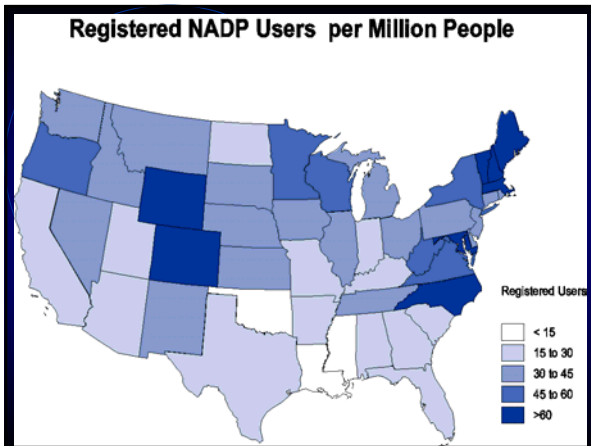 Registered NADP Users per Million People
Registered Users
< 15
15 to 30
30 to 45
45 to 60
>60